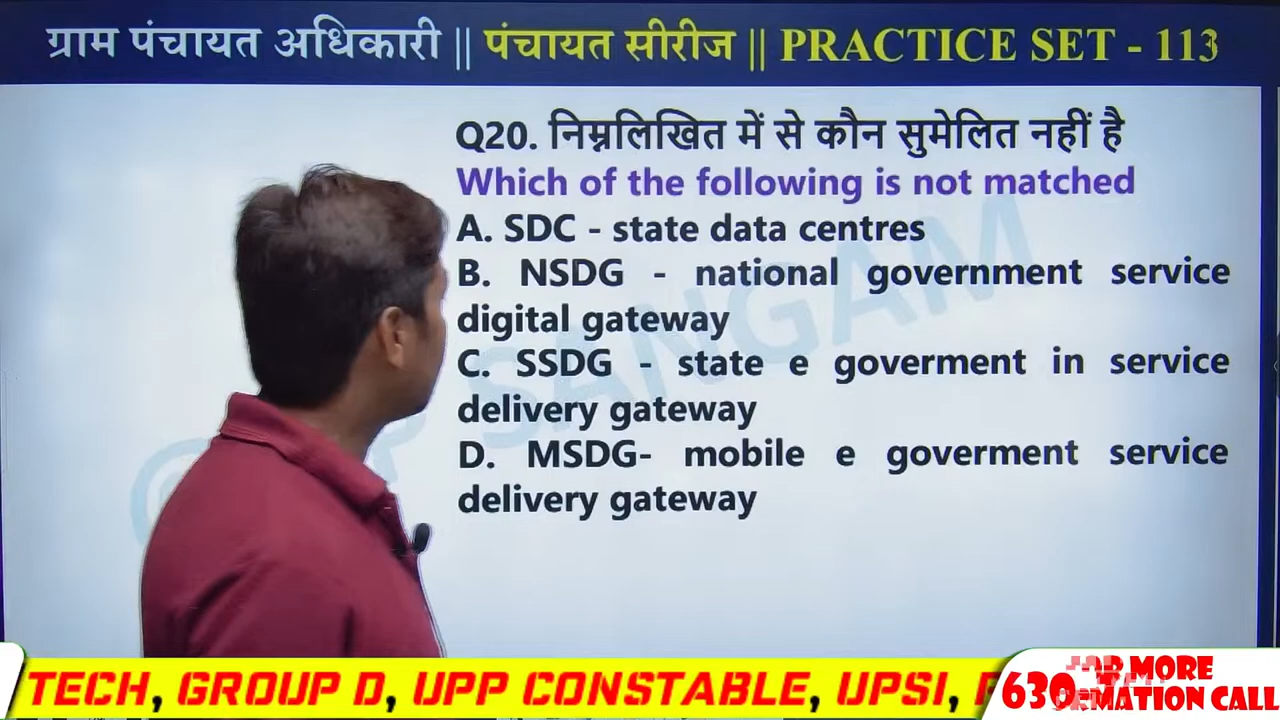 ग्राम पंचायत अधिकारी || पंचायत सीरीज || PRACTICE SET - 113
Q20. निम्नलिखित में से कौन सुमेलित नहीं है
Which of the following is not matched
A. SDC - state data centres
B. NSDG - national government service
digital gateway
C. SSDG - state e goverment in service
delivery gateway
D. MSDG- mobile e goverment service
delivery gateway
SANGAM
TECH, GROUP D, UPP CONSTABLE, UPSI,
MORE
630
CALL